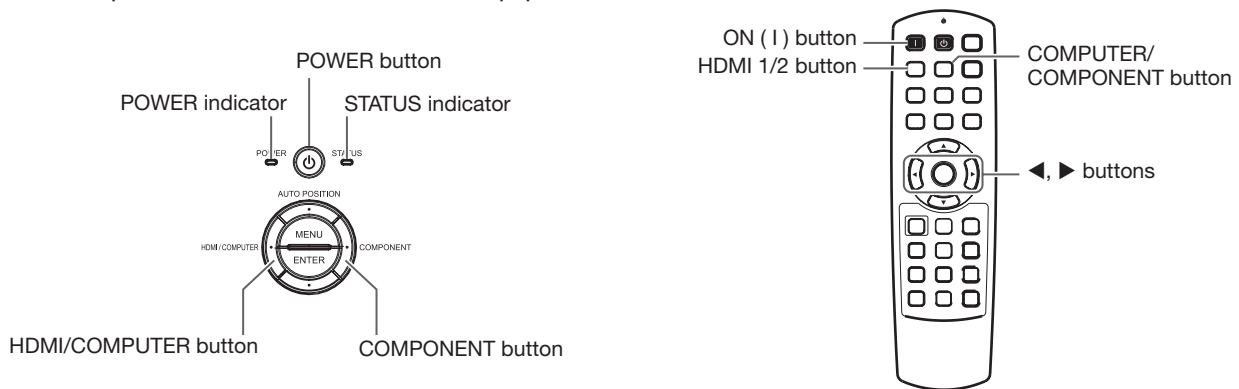 POWER button
POWER indicator
STATUS indicator
POWER
STATUS
AUTO POSITION
MENU
HDMI / COMPUTER
COMPONENT
ENTER
HDMI/COMPUTER button
COMPONENT button
ON ( I ) button
HDMI 1/2 button
COMPUTER/
COMPONENT button
I
◀, ▶ buttons